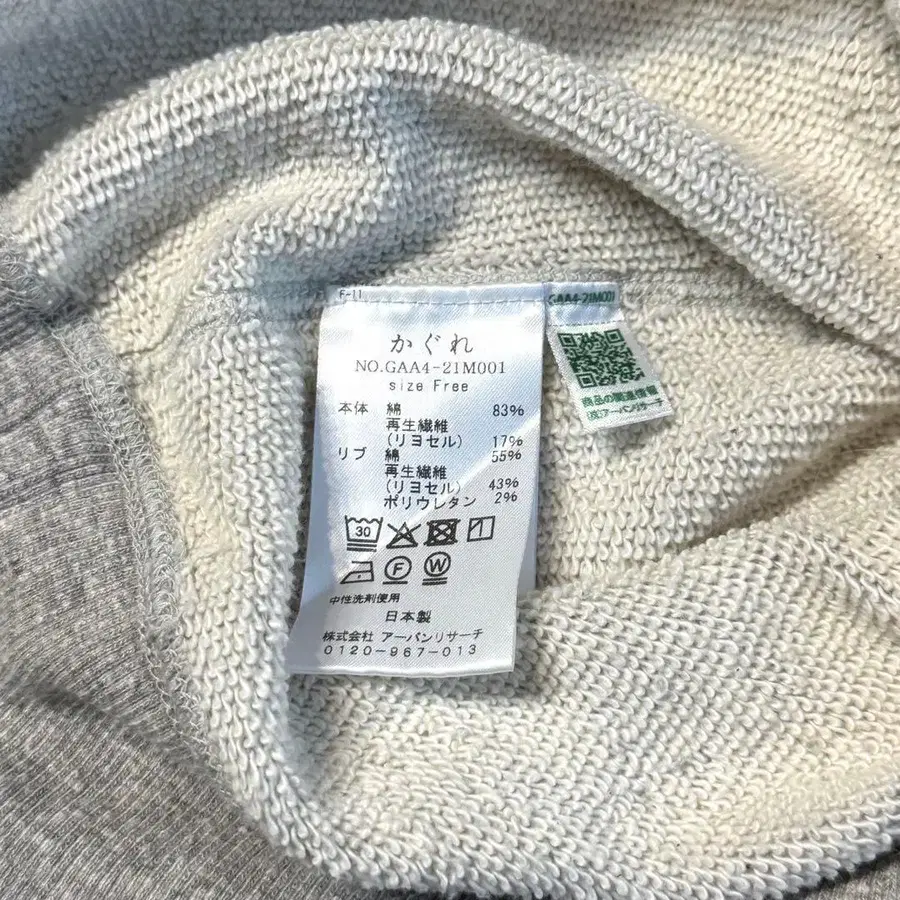 F-11
かぐれ
NO.GAA4-21M001
size Free
本体 綿 83%
再生繊維
(リヨセル) 17%
リブ 綿 55%
再生繊維
(リヨセル) 43%
ポリウレタン 2%
30
F W
中性洗剤使用
日本製
株式会社 アーバンリサーチ
0120-967-013
GAA4-21M001
商品の関連情報
(株)アーバンリサーチ